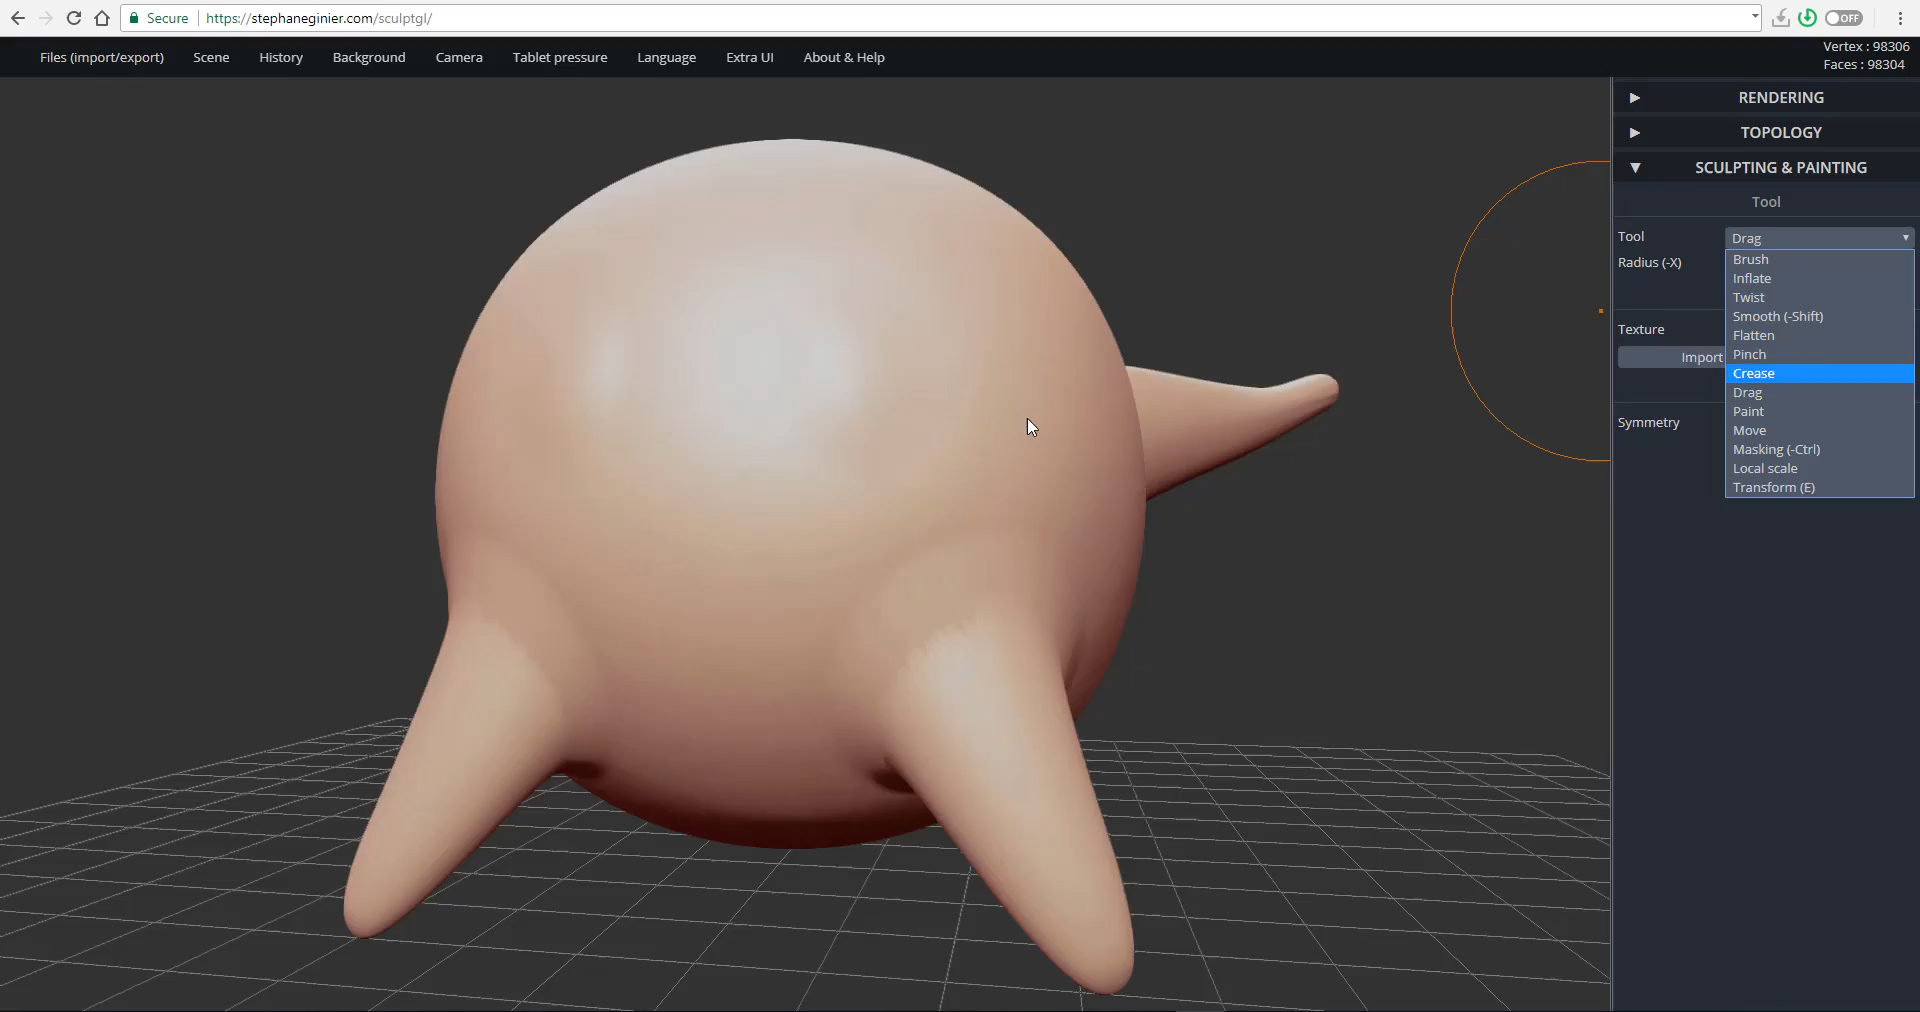 Secure https://stephaneginier.com/sculptgl/
OFF
Files (import/export) Scene History Background Camera Tablet pressure Language Extra UI About & Help
Vertex : 98306
Faces : 98304
RENDERING
TOPOLOGY
SCULPTING & PAINTING
Tool
Tool Drag
Radius (-X)
Brush
Inflate
Twist
Smooth (-Shift)
Flatten
Texture
Pinch
Import
Crease
Drag
Paint
Symmetry
Move
Masking (-Ctrl)
Local scale
Transform (E)